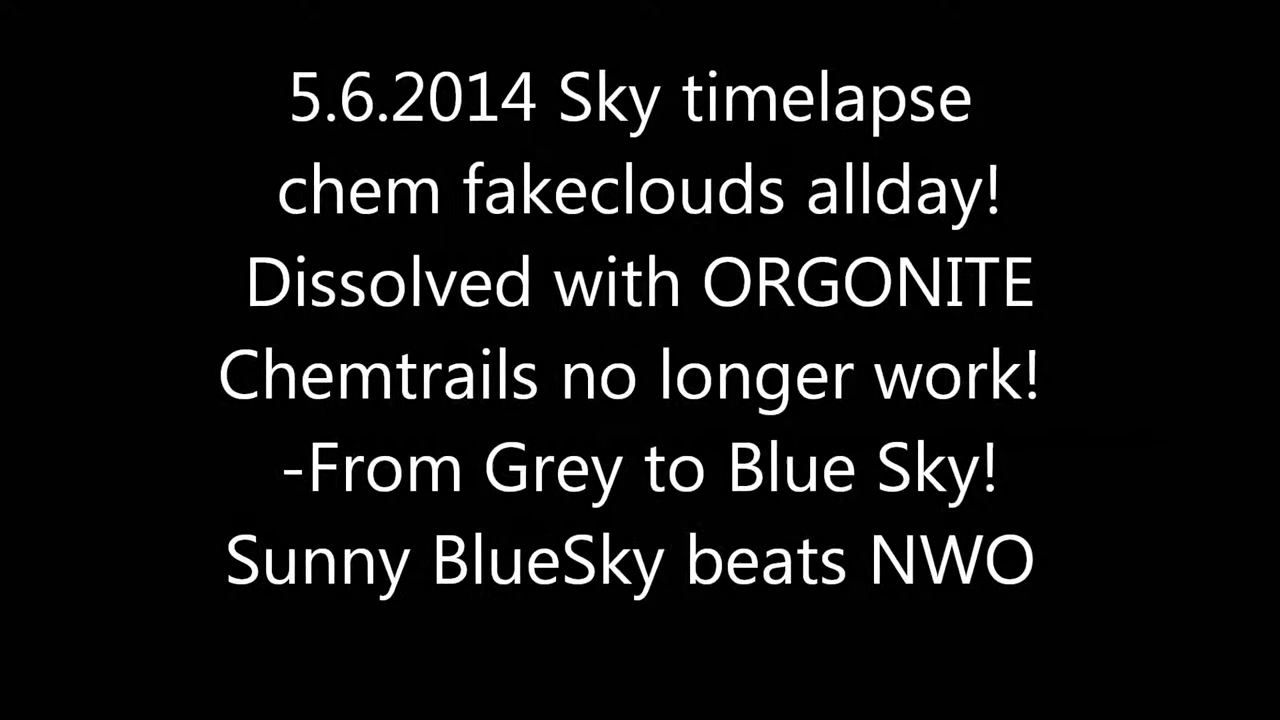 5.6.2014 Sky timelapse
chem fakeclouds allday!
Dissolved with ORGONITE
Chemtrails no longer work!
-From Grey to Blue Sky!
Sunny BlueSky beats NWO